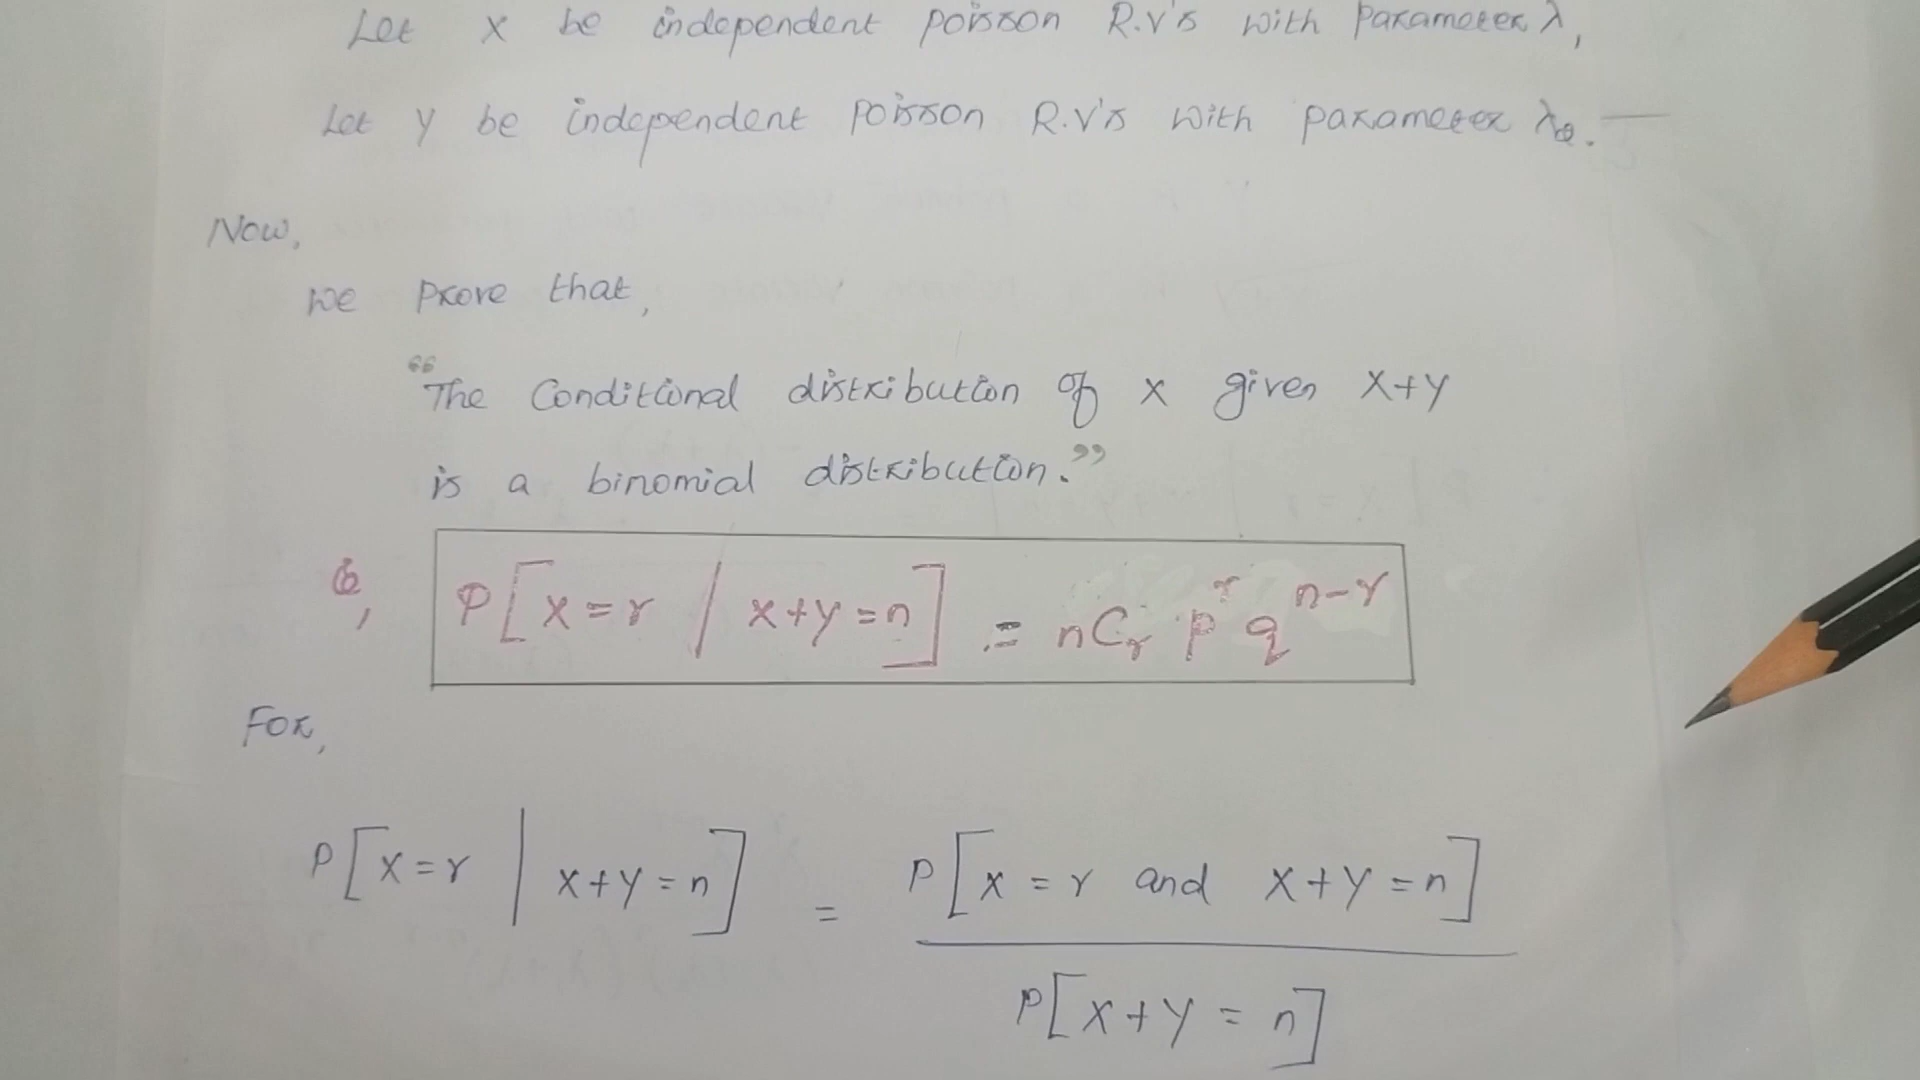 Let X be independent poisson R.V's with parameter λ,
Let Y be independent poisson R.V's with parameter λ₂.
Now,
we prove that,
“The Conditional distribution of X given X+Y
is a binomial distribution.”
P[X=r / X+Y=n] = nCr p^r q^(n-r)
For,
P[X=r | X+Y=n] = P[X=r and X+Y=n]
P[X+Y=n]